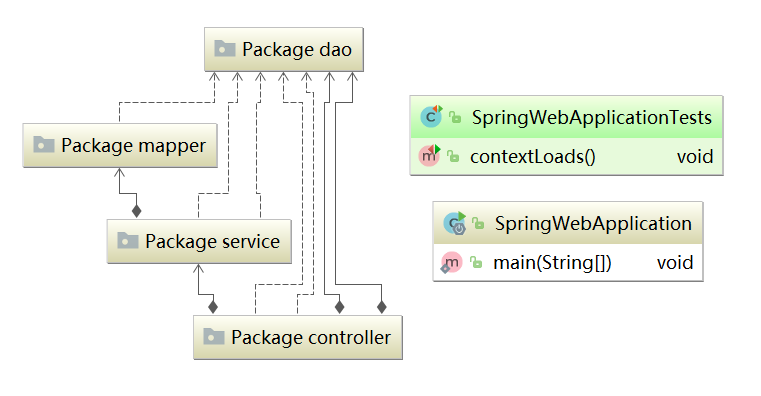 Package dao
Package mapper
Package service
Package controller
SpringWebApplicationTests
contextLoads() void
SpringWebApplication
main(String[]) void